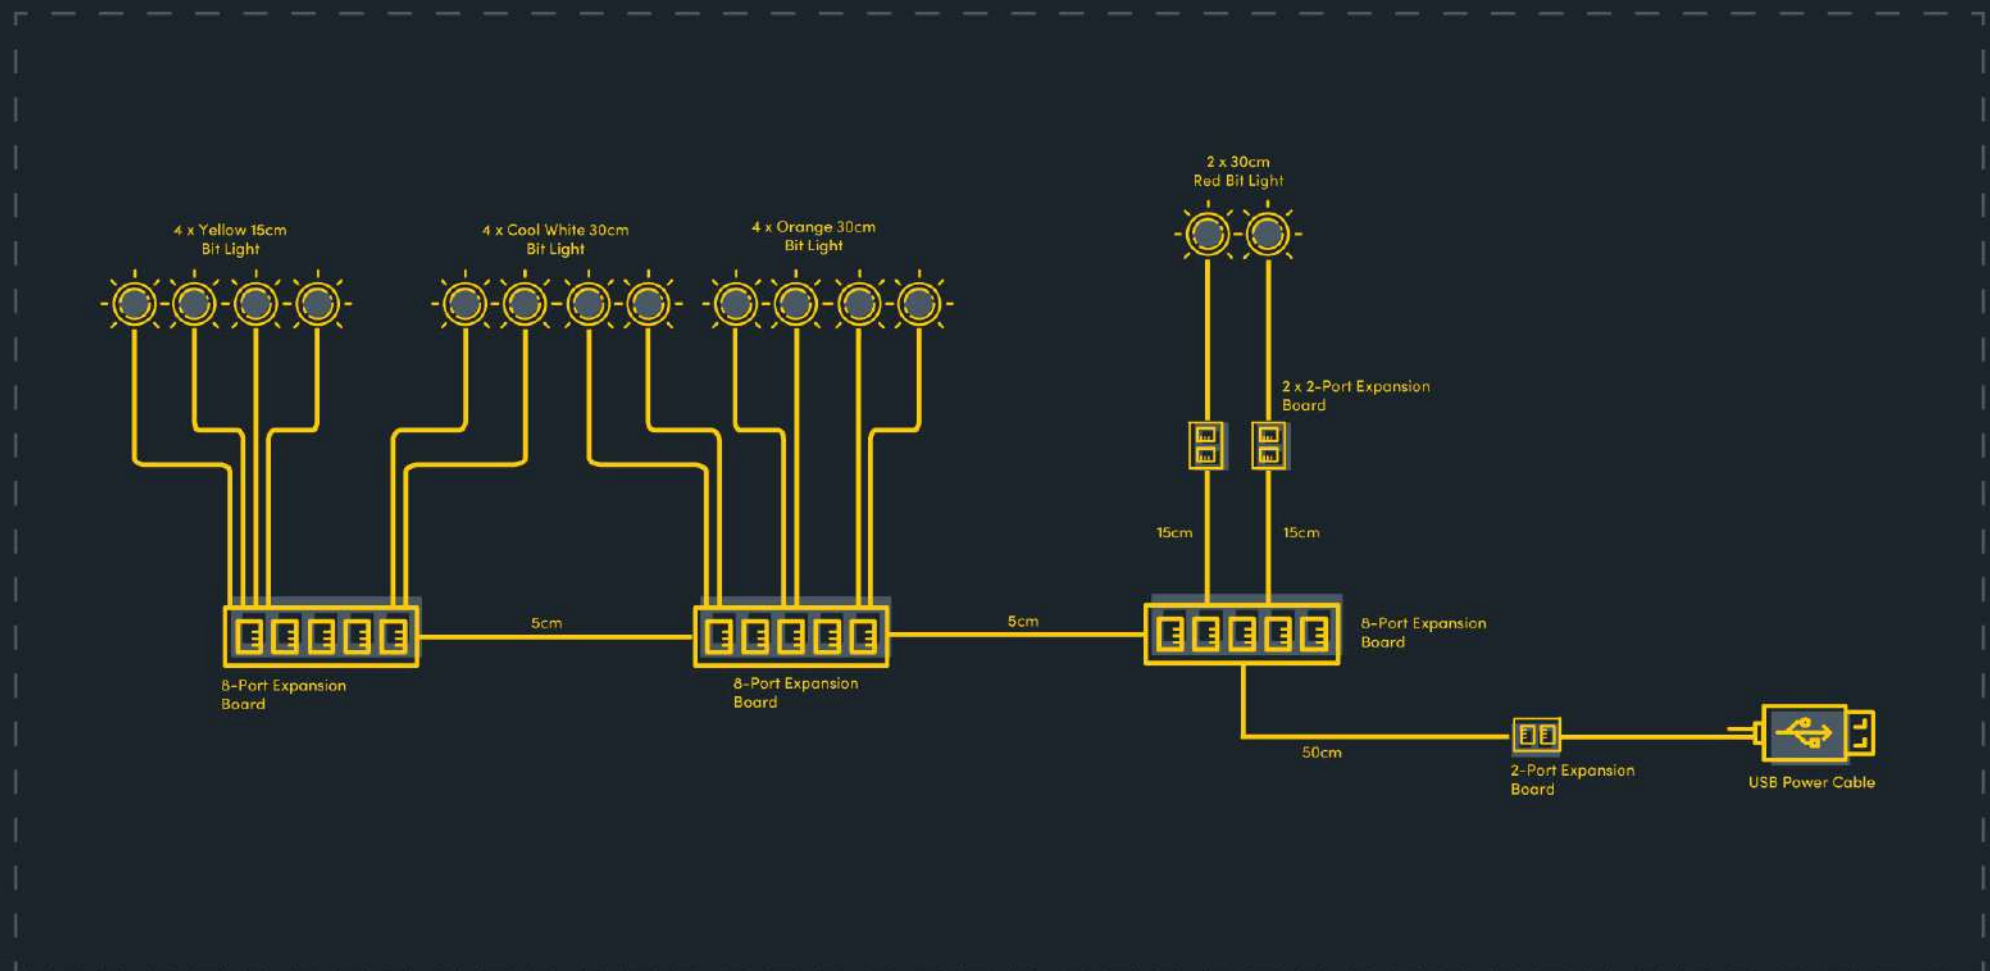 2 x 30cm
Red Bit Light
4 x Yellow 15cm
Bit Light
4 x Cool White 30cm
Bit Light
4 x Orange 30cm
Bit Light
2 x 2-Port Expansion
Board
15cm
15cm
5cm
5cm
8-Port Expansion
Board
8-Port Expansion
Board
8-Port Expansion
Board
50cm
2-Port Expansion
Board
USB Power Cable